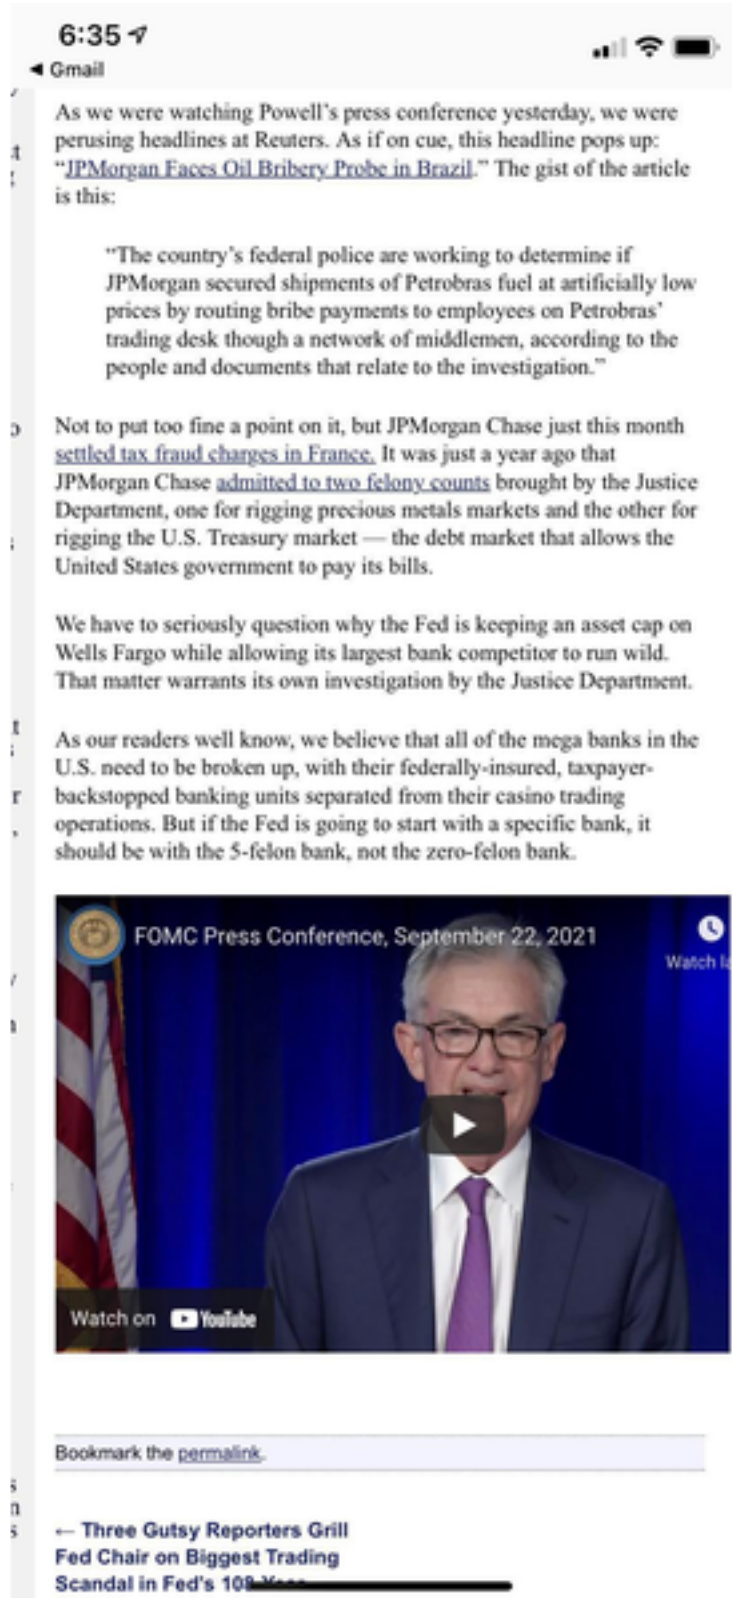 6:35
◄ Gmail
As we were watching Powell's press conference yesterday, we were
perusing headlines at Reuters. As if on cue, this headline pops up:
“JPMorgan Faces Oil Bribery Probe in Brazil.” The gist of the article
is this:
“The country's federal police are working to determine if
JPMorgan secured shipments of Petrobras fuel at artificially low
prices by routing bribe payments to employees on Petrobras'
trading desk though a network of middlemen, according to the
people and documents that relate to the investigation.”
Not to put too fine a point on it, but JPMorgan Chase just this month
settled tax fraud charges in France. It was just a year ago that
JPMorgan Chase admitted to two felony counts brought by the Justice
Department, one for rigging precious metals markets and the other for
rigging the U.S. Treasury market — the debt market that allows the
United States government to pay its bills.
We have to seriously question why the Fed is keeping an asset cap on
Wells Fargo while allowing its largest bank competitor to run wild.
That matter warrants its own investigation by the Justice Department.
As our readers well know, we believe that all of the mega banks in the
U.S. need to be broken up, with their federally-insured, taxpayer-
backstopped banking units separated from their casino trading
operations. But if the Fed is going to start with a specific bank, it
should be with the 5-felon bank, not the zero-felon bank.
FOMC Press Conference, September 22, 2021
Watch la
Watch on YouTube
Bookmark the permalink.
← Three Gutsy Reporters Grill
Fed Chair on Biggest Trading
Scandal in Fed's 108-Year